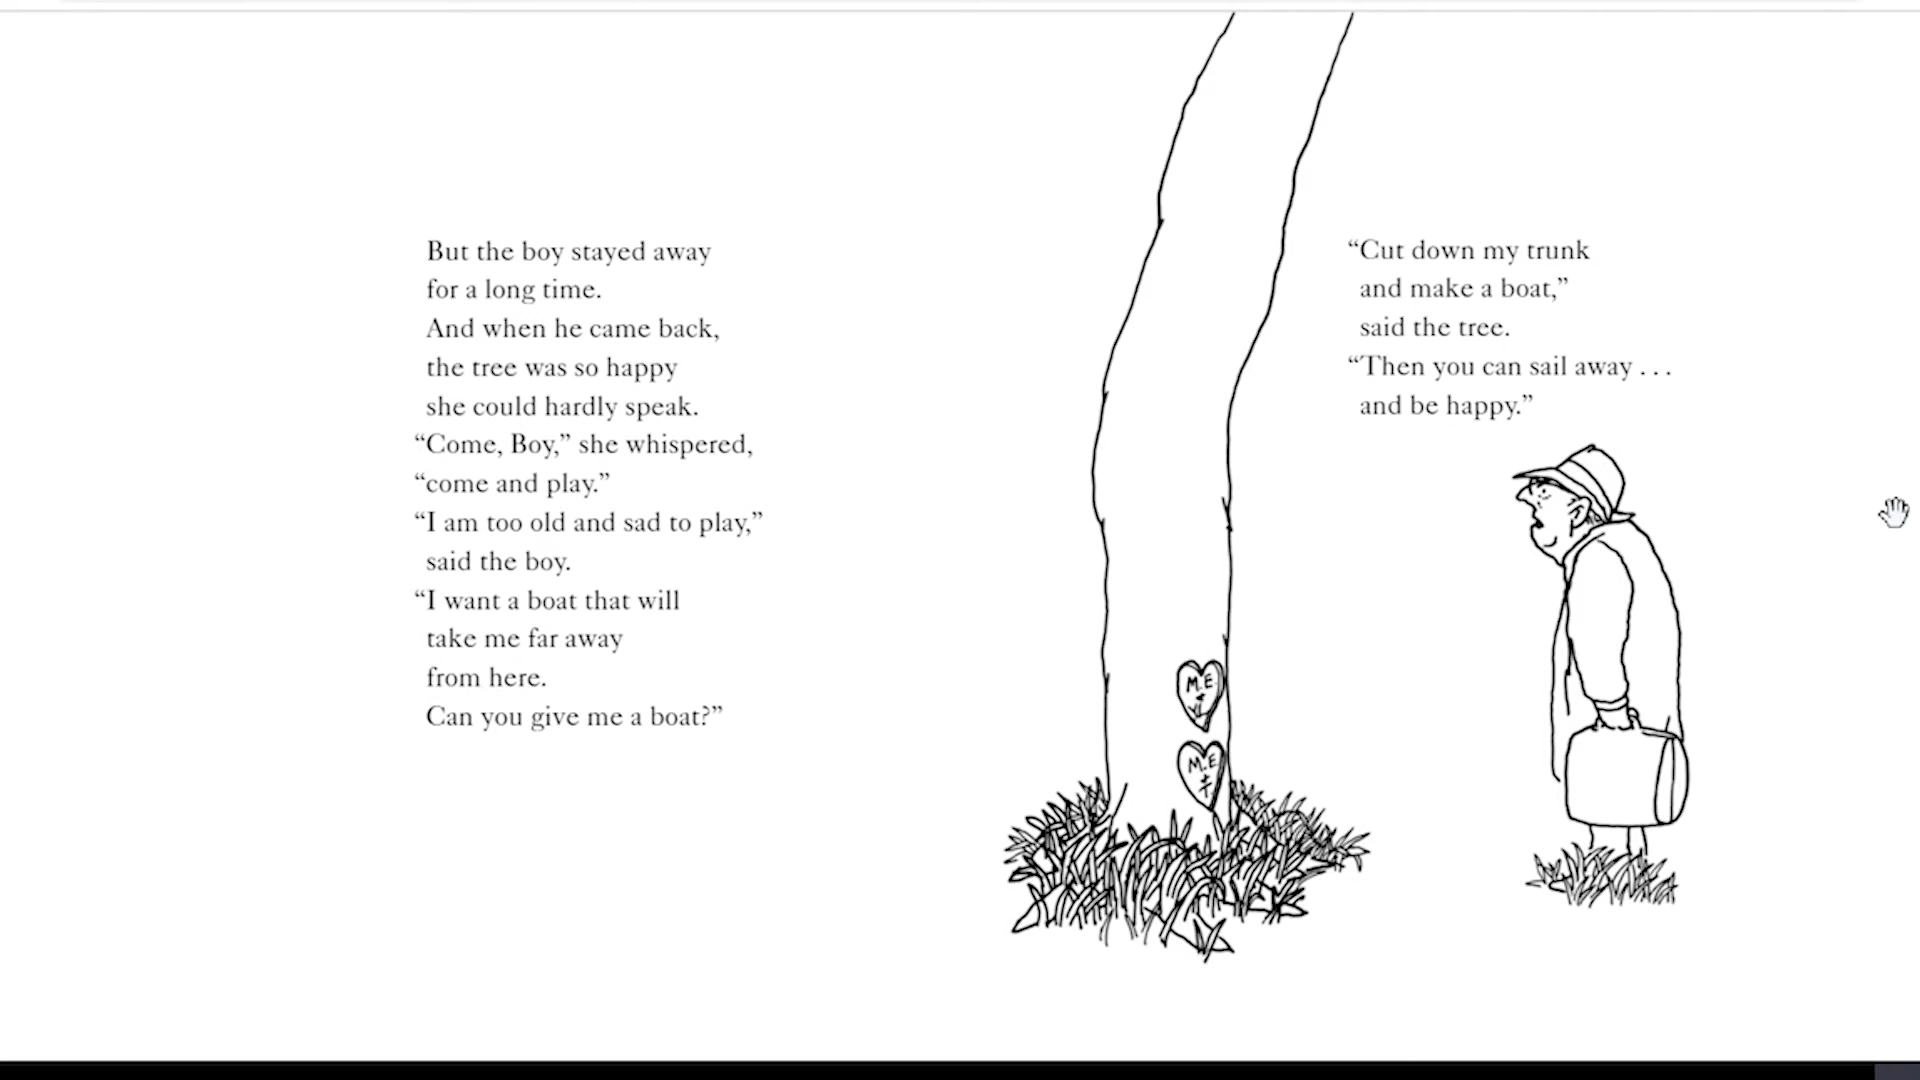 But the boy stayed away
for a long time.
And when he came back,
the tree was so happy
she could hardly speak.
“Come, Boy,” she whispered,
“come and play.”
“I am too old and sad to play,”
said the boy.
“I want a boat that will
take me far away
from here.
Can you give me a boat?”
“Cut down my trunk
and make a boat,”
said the tree.
“Then you can sail away . . .
and be happy.”
M.E
+
M.E
+
T.